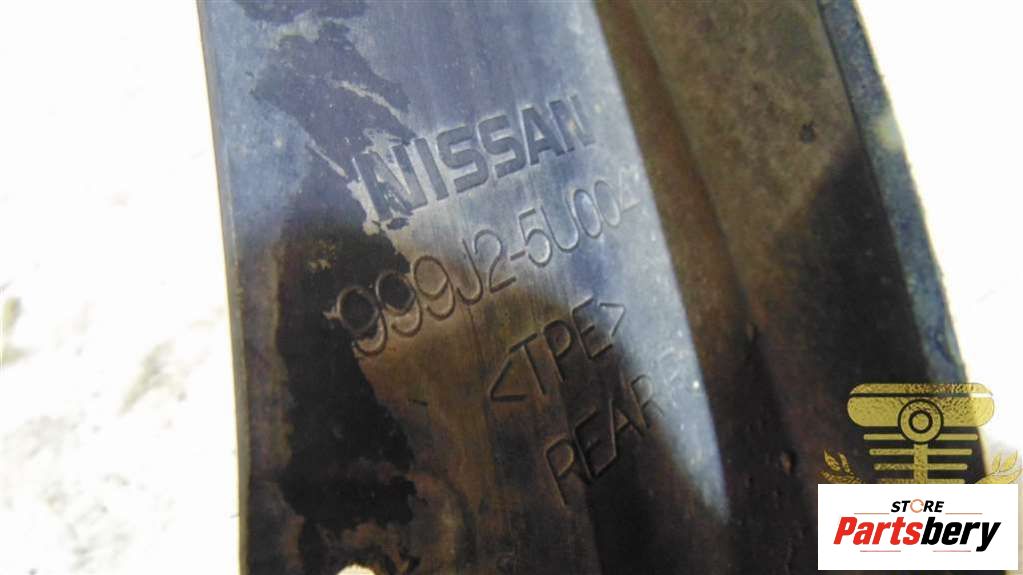 NISSAN
999J2-5U004
<TPE>
REAR
STORE
Partsbery